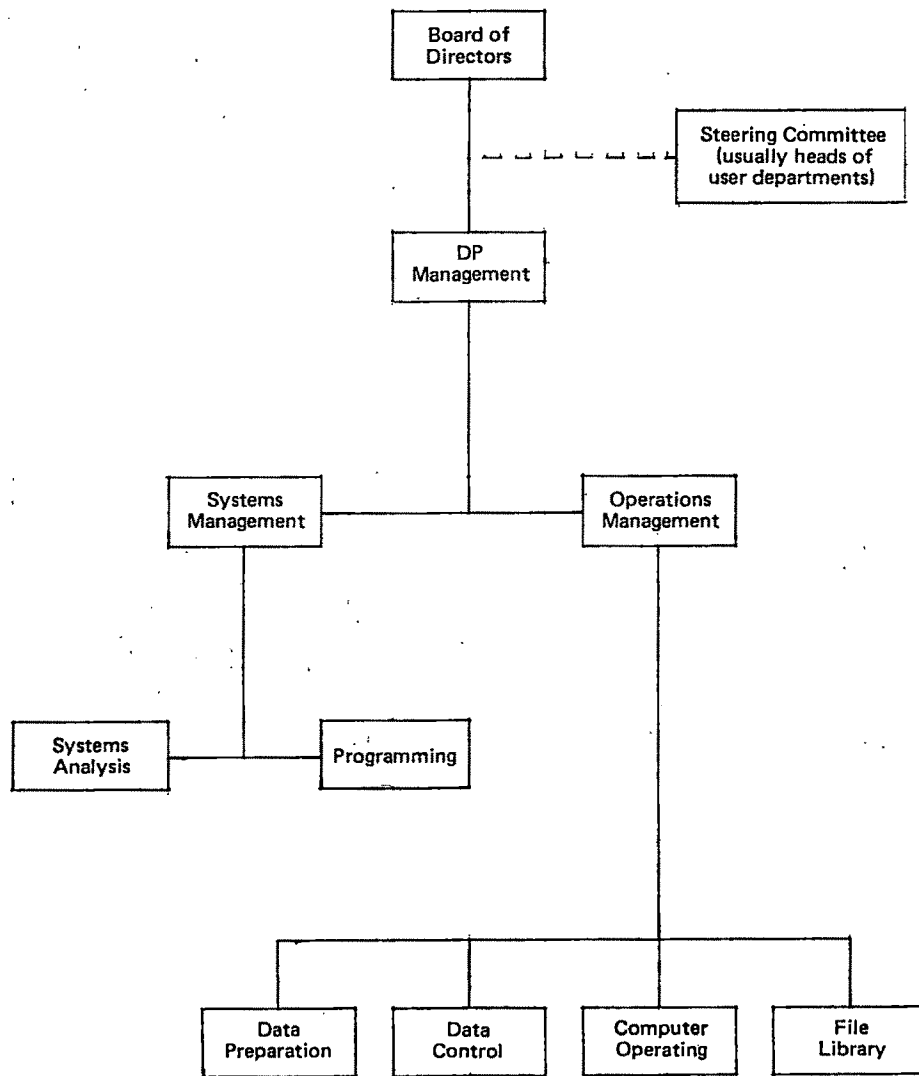 Board of
Directors
Steering Committee
(usually heads of
user departments)
DP
Management
Systems
Management
Operations
Management
Systems
Analysis
Programming
Data
Preparation
Data
Control
Computer
Operating
File
Library